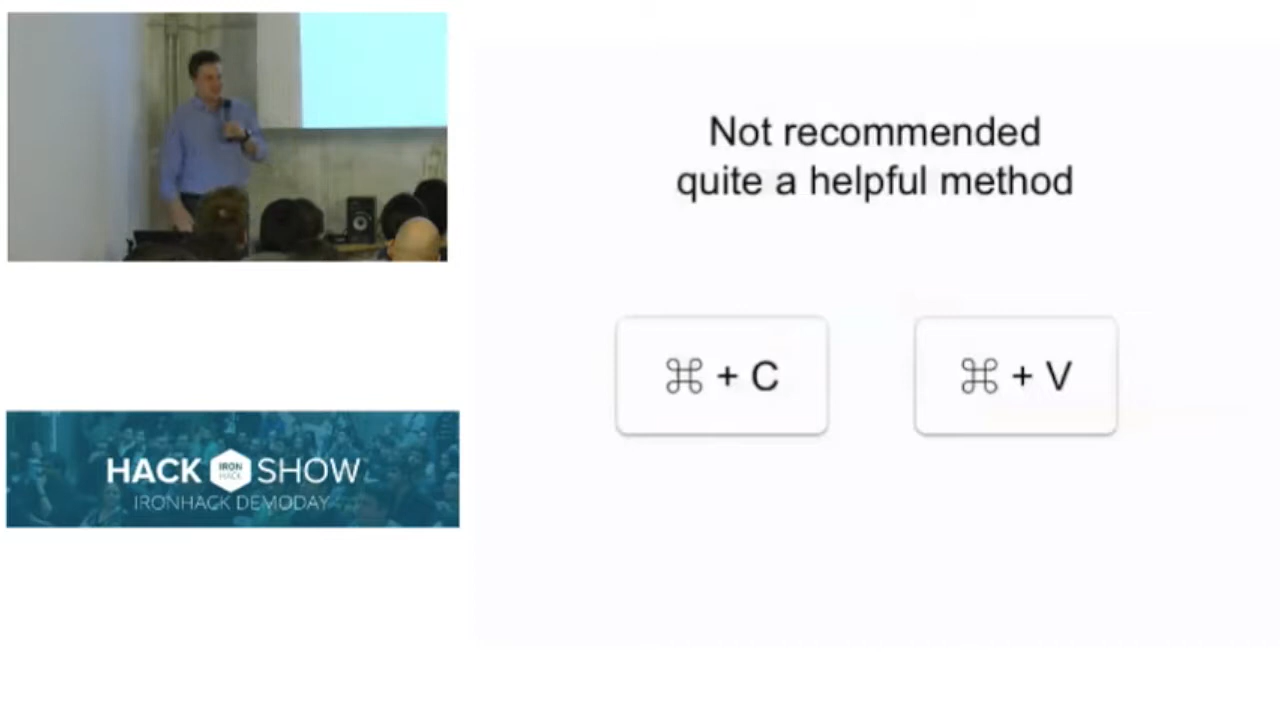 Not recommended
quite a helpful method
⌘ + C
⌘ + V
HACK IRON HACK SHOW
IRONHACK DEMODAY